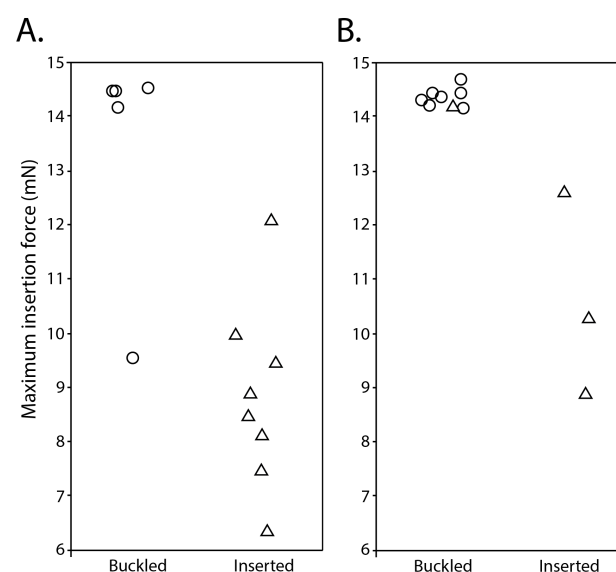 A.
B.
Maximum insertion force (mN)
15
14
13
12
11
10
9
8
7
6
Buckled
Inserted
15
14
13
12
11
10
9
8
7
6
Buckled
Inserted